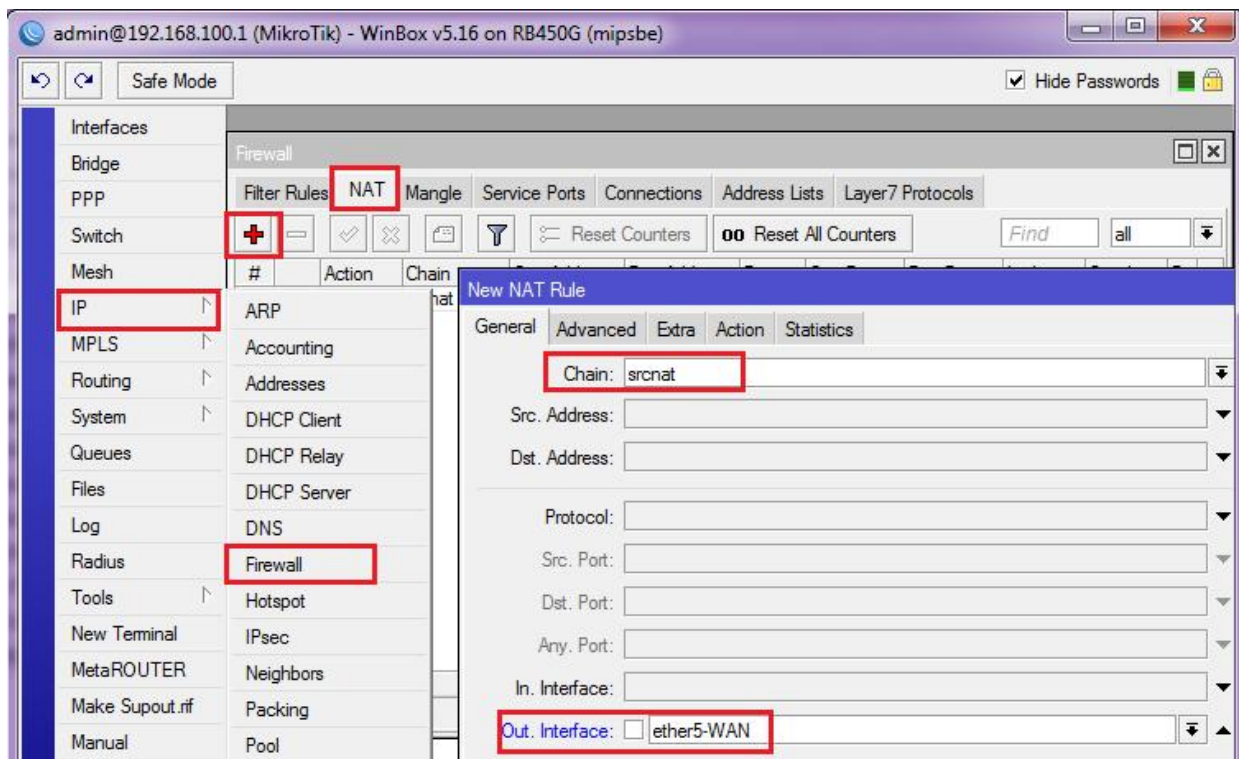 admin@192.168.100.1 (MikroTik) - WinBox v5.16 on RB450G (mipsbe)
Safe Mode
Hide Passwords
Interfaces
Bridge
PPP
Switch
Mesh
IP
MPLS
Routing
System
Queues
Files
Log
Radius
Tools
New Terminal
MetaROUTER
Make Supout.rif
Manual
ARP
Accounting
Addresses
DHCP Client
DHCP Relay
DHCP Server
DNS
Firewall
Hotspot
IPsec
Neighbors
Packing
Pool
Firewall
Filter Rules NAT Mangle Service Ports Connections Address Lists Layer7 Protocols
Reset Counters 00 Reset All Counters Find all
# Action Chain
New NAT Rule
General Advanced Extra Action Statistics
Chain: srcnat
Src. Address:
Dst. Address:
Protocol:
Src. Port:
Dst. Port:
Any. Port:
In. Interface:
Out. Interface: ether5-WAN